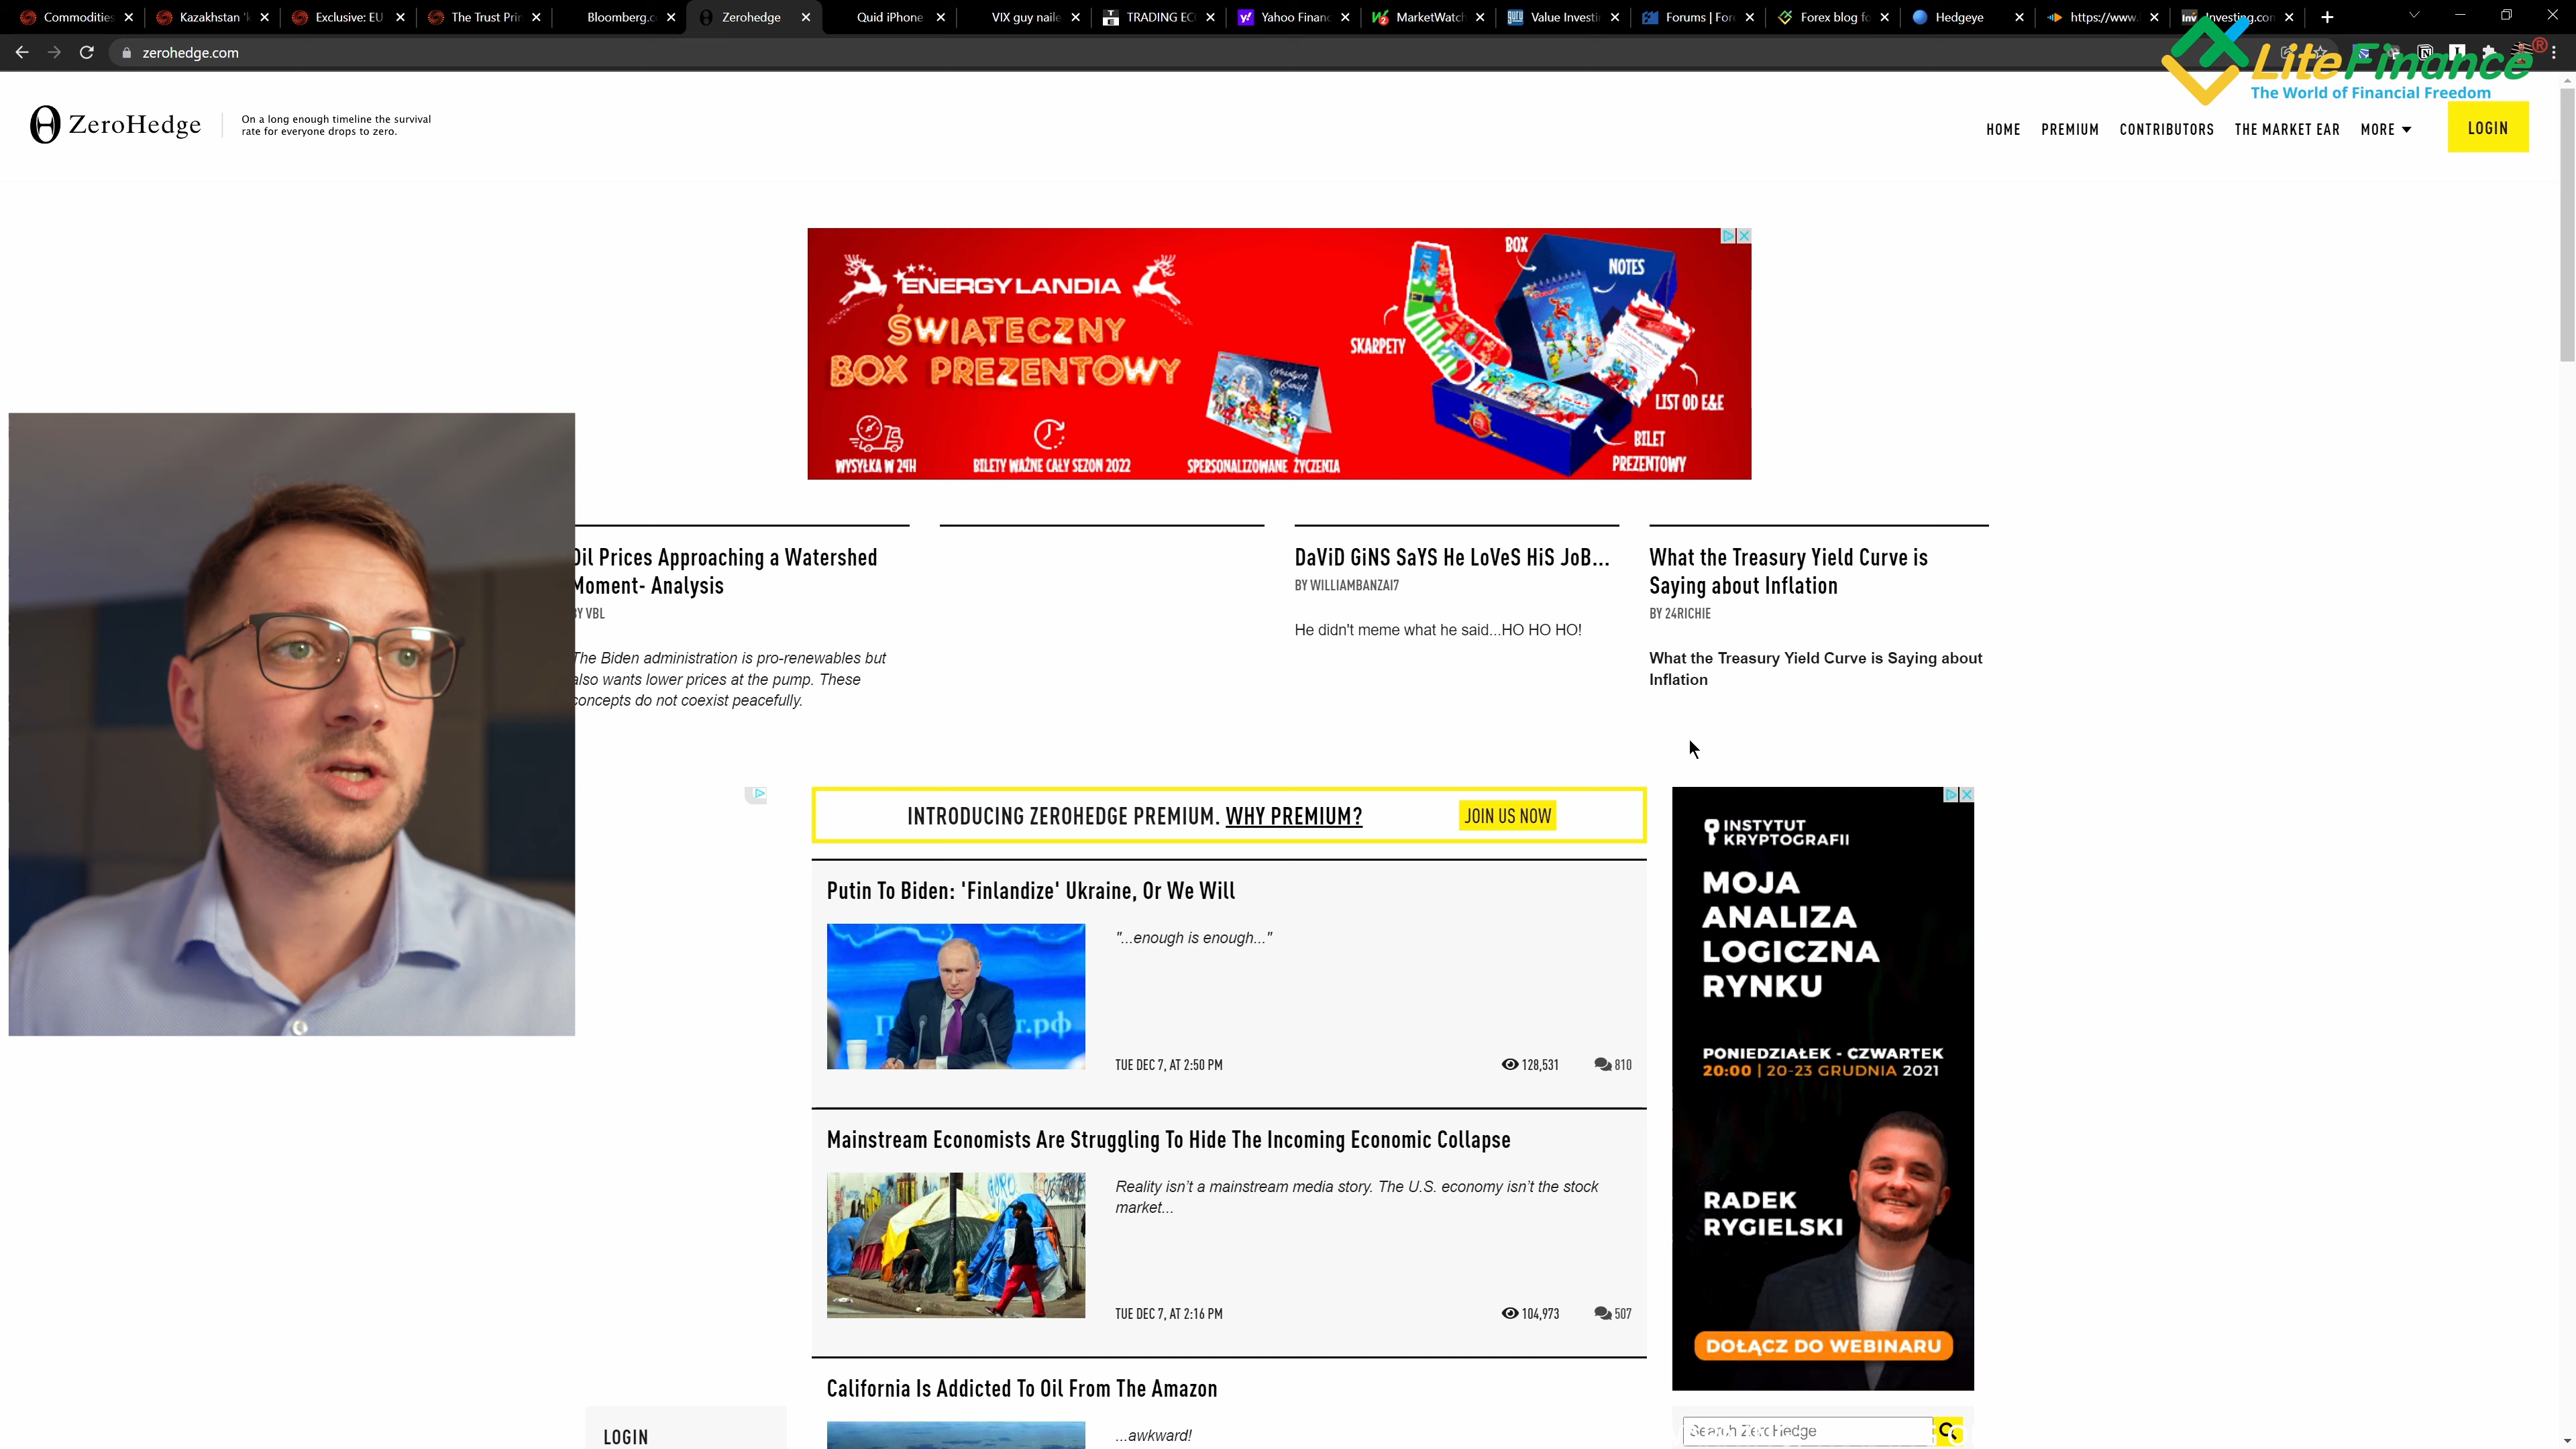 Commodities
Kazakhstan
Exclusive: EU
The Trust Prin
Bloomberg.c
Zerohedge
Quid iPhone
VIX guy naile
TRADING EC
Yahoo Financ
MarketWatch
Value Investi
Forums | For
Forex blog fo
Hedgeye
https://www.
Investing.com
zerohedge.com
LiteFinance®
The World of Financial Freedom
ZeroHedge
On a long enough timeline the survival
rate for everyone drops to zero.
HOME PREMIUM CONTRIBUTORS THE MARKET EAR MORE
LOGIN
ENERGYLANDIA
ŚWIĄTECZNY
BOX PREZENTOWY
WYSYŁKA W 24H
BILETY WAŻNE CAŁY SEZON 2022
SPERSONALIZOWANE ŻYCZENIA
BOX
NOTES
SKARPETY
LIST OD E&E
BILET
PREZENTOWY
Oil Prices Approaching a Watershed
Moment- Analysis
BY VBL
The Biden administration is pro-renewables but
also wants lower prices at the pump. These
concepts do not coexist peacefully.
DaViD GiNS SaYS He LoVeS HiS JoB...
BY WILLIAMBANZAI7
He didn't meme what he said...HO HO HO!
What the Treasury Yield Curve is
Saying about Inflation
BY 24RICHIE
What the Treasury Yield Curve is Saying about
Inflation
INTRODUCING ZEROHEDGE PREMIUM. WHY PREMIUM?
JOIN US NOW
Putin To Biden: 'Finlandize' Ukraine, Or We Will
"...enough is enough..."
TUE DEC 7, AT 2:50 PM
128,531
810
Mainstream Economists Are Struggling To Hide The Incoming Economic Collapse
Reality isn't a mainstream media story. The U.S. economy isn't the stock
market...
TUE DEC 7, AT 2:16 PM
104,973
507
California Is Addicted To Oil From The Amazon
...awkward!
INSTYTUT
KRYPTOGRAFII
MOJA
ANALIZA
LOGICZNA
RYNKU
PONIEDZIAŁEK - CZWARTEK
20:00 | 20-23 GRUDNIA 2021
RADEK
RYGIELSKI
DOŁĄCZ DO WEBINARU
LOGIN
Search ZeroHedge